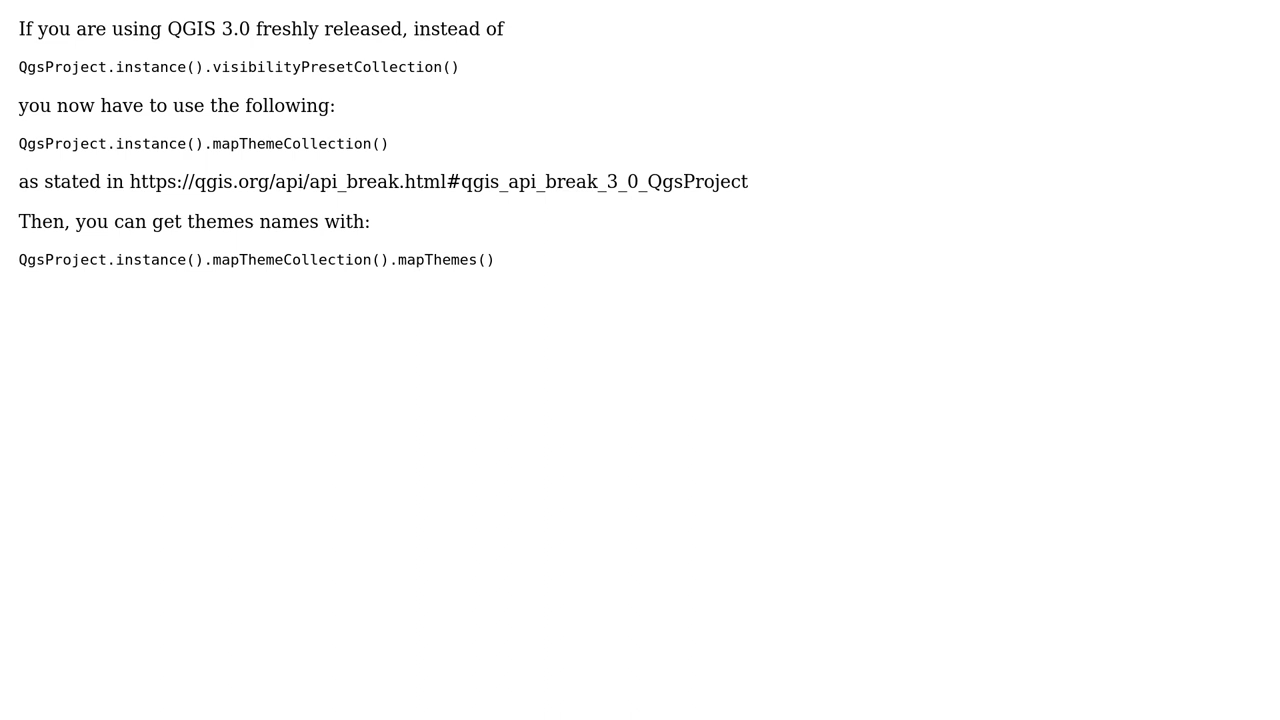 If you are using QGIS 3.0 freshly released, instead of
QgsProject.instance().visibilityPresetCollection()
you now have to use the following:
QgsProject.instance().mapThemeCollection()
as stated in https://qgis.org/api/api_break.html#qgis_api_break_3_0_QgsProject
Then, you can get themes names with:
QgsProject.instance().mapThemeCollection().mapThemes()